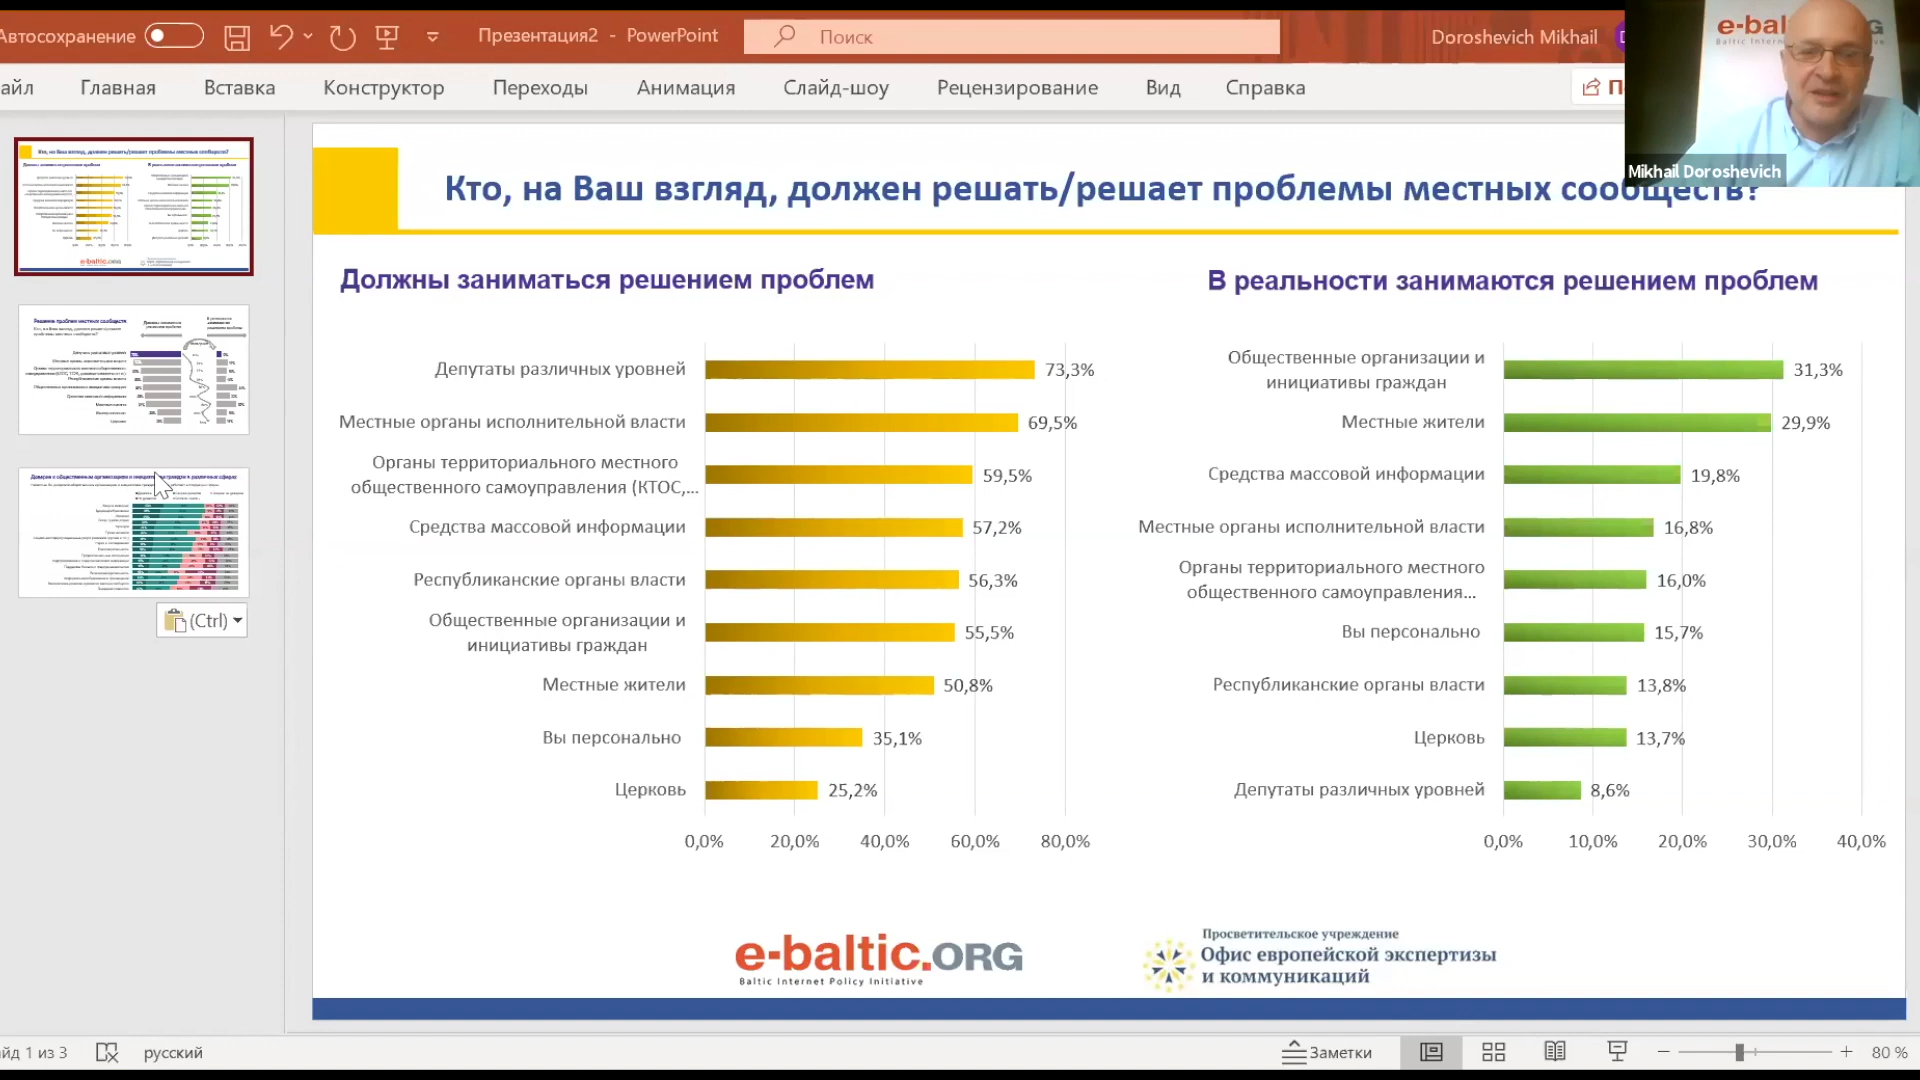 Автосохранение
Презентация2 - PowerPoint
Поиск
Doroshevich Mikhail
Главная
Вставка
Конструктор
Переходы
Анимация
Слайд-шоу
Рецензирование
Вид
Справка
Mikhail Doroshevich
Кто, на Ваш взгляд, должен решать/решает проблемы местных сообществ?
Должны заниматься решением проблем
Депутаты различных уровней 73,3%
Местные органы исполнительной власти 69,5%
Органы территориального местного
общественного самоуправления (КТОС,... 59,5%
Средства массовой информации 57,2%
Республиканские органы власти 56,3%
Общественные организации и
инициативы граждан 55,5%
Местные жители 50,8%
Вы персонально 35,1%
Церковь 25,2%
0,0% 20,0% 40,0% 60,0% 80,0%
В реальности занимаются решением проблем
Общественные организации и
инициативы граждан 31,3%
Местные жители 29,9%
Средства массовой информации 19,8%
Местные органы исполнительной власти 16,8%
Органы территориального местного
общественного самоуправления... 16,0%
Вы персонально 15,7%
Республиканские органы власти 13,8%
Церковь 13,7%
Депутаты различных уровней 8,6%
0,0% 10,0% 20,0% 30,0% 40,0%
e-baltic.ORG
Baltic Internet Policy Initiative
Просветительское учреждение
Офис европейской экспертизы
и коммуникаций
(Ctrl)
1 из 3
русский
Заметки
80 %